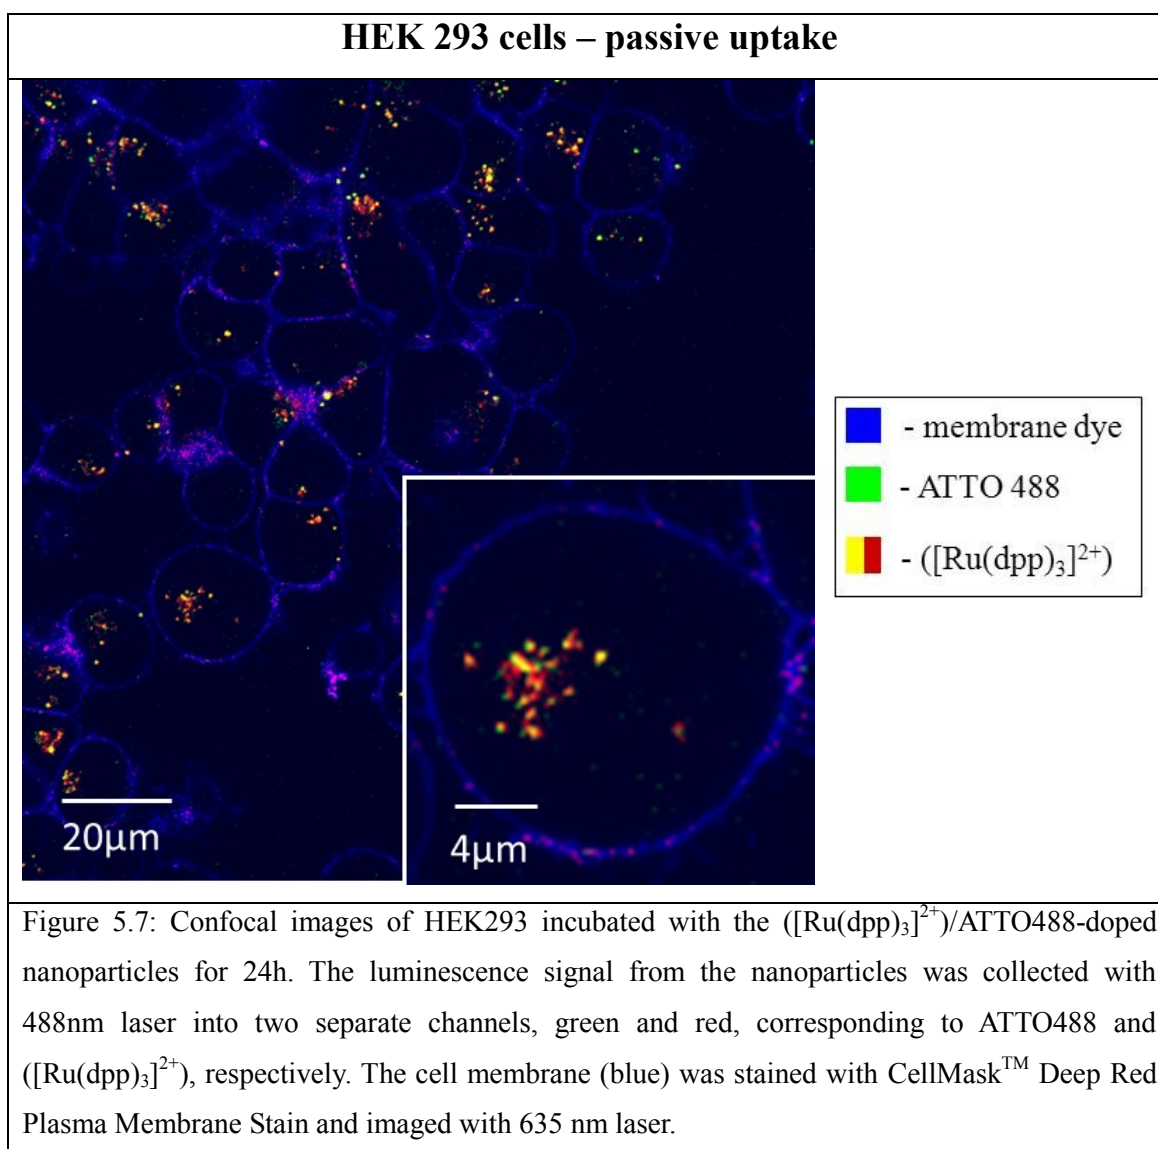 HEK 293 cells – passive uptake
- membrane dye
- ATTO 488
- ([Ru(dpp)₃]²⁺)
20μm
4μm
Figure 5.7: Confocal images of HEK293 incubated with the ([Ru(dpp)₃]²⁺)/ATTO488-doped
nanoparticles for 24h. The luminescence signal from the nanoparticles was collected with
488nm laser into two separate channels, green and red, corresponding to ATTO488 and
([Ru(dpp)₃]²⁺), respectively. The cell membrane (blue) was stained with CellMask™ Deep Red
Plasma Membrane Stain and imaged with 635 nm laser.